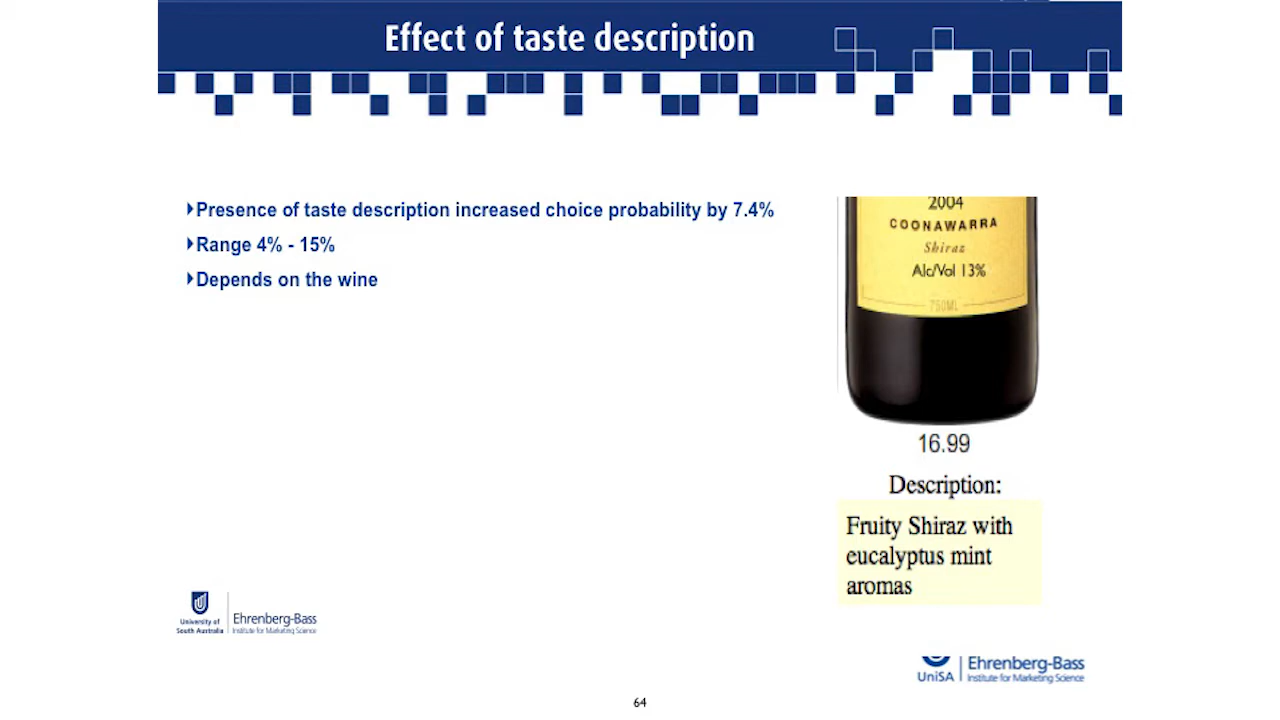 Effect of taste description
Presence of taste description increased choice probability by 7.4%
Range 4% - 15%
Depends on the wine
2004
COONAWARRA
Shiraz
Alc/Vol 13%
750ML
16.99
Description:
Fruity Shiraz with
eucalyptus mint
aromas
University of
South Australia
Ehrenberg-Bass
Institute for Marketing Science
UniSA
Ehrenberg-Bass
Institute for Marketing Science
64